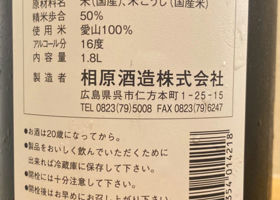 原材料名 米(国産)、米こうじ(国産米)
精米歩合 50%
使用米 愛山100%
アルコール分 16度
内容量 1.8L
製造者 相原酒造株式会社
広島県呉市仁方本町1-25-15
TEL 0823(79)5008 FAX 0823(79)6247
●お酒は20歳になってから。
●製品をおいしく飲んでいただくために
出来れば冷蔵庫に保存して下さい。
●開栓には十分注意して下さい。
●開栓後はお早めにお召し上がり下さい
354014218